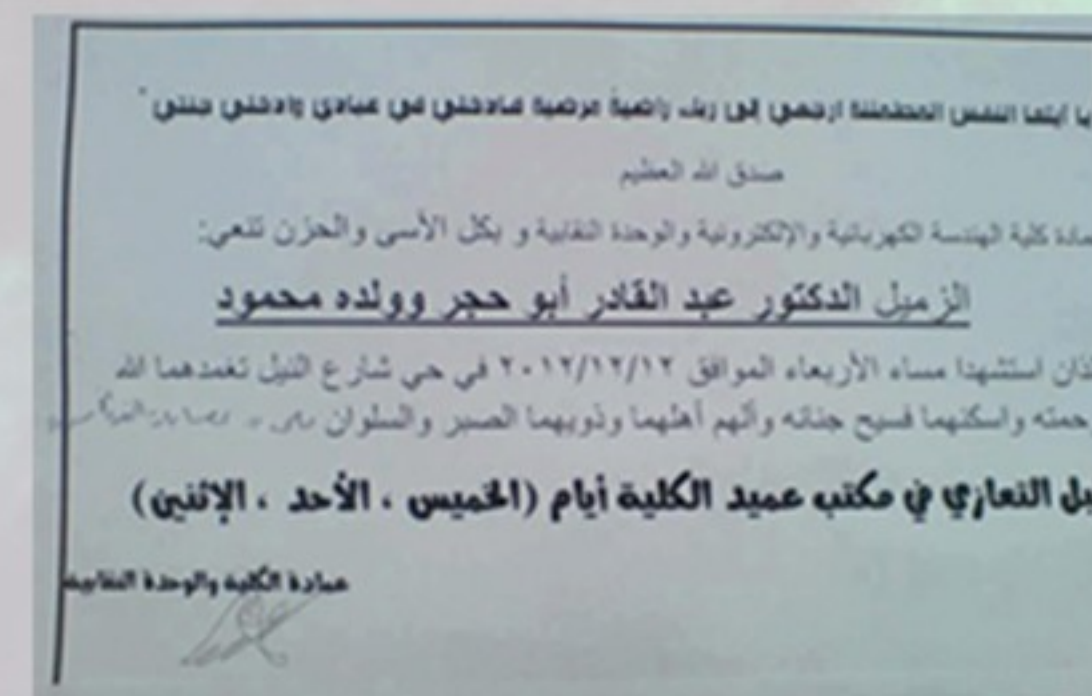 يا أيتها النفس المطمئنة ارجعي إلى ربك راضية مرضية فادخلي في عبادي وادخلي جنتي "
صدق الله العظيم
كلية الهندسة الكهربائية والإلكترونية والوحدة النقابية و بكل الأسى والحزن تنعي:
الزميل الدكتور عبد القادر أبو حجر وولده محمود
استشهدا مساء الأربعاء الموافق ٢٠١٢/١٢/١٢ في حي شارع النيل تغمدهما الله
واسكنهما فسيح جنانه وألهم أهلهما وذويهما الصبر والسلوان
التعازي في مكتب عميد الكلية أيام (الخميس ، الأحد ، الإثنين)
عمادة الكلية والوحدة النقابية